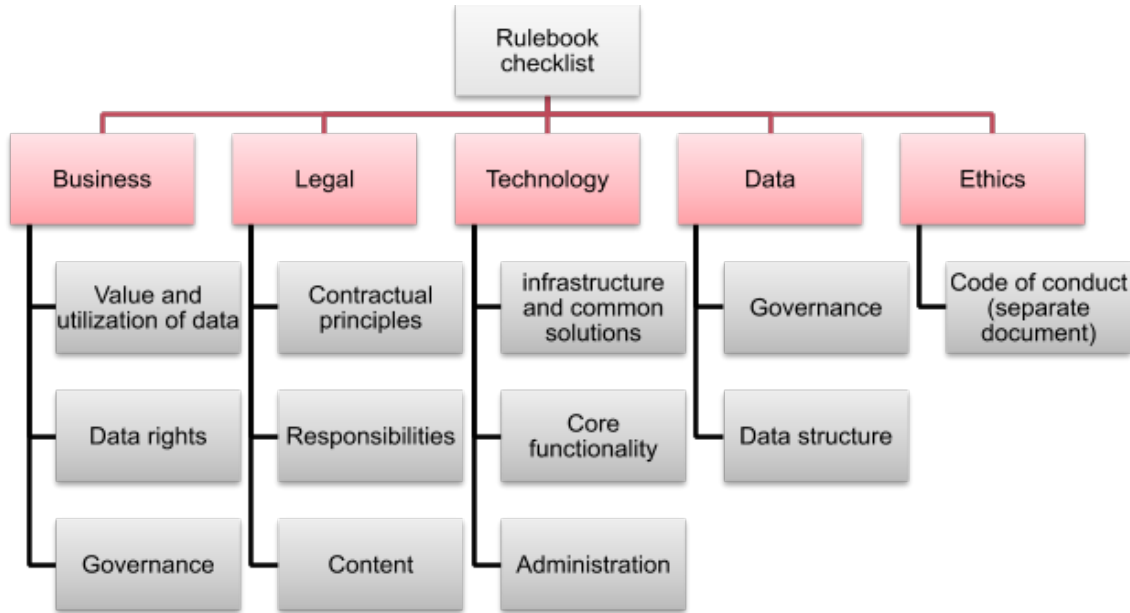 Rulebook
checklist
Business
Legal
Technology
Data
Ethics
Value and
utilization of data
Contractual
principles
infrastructure
and common
solutions
Governance
Code of conduct
(separate
document)
Data rights
Responsibilities
Core
functionality
Data structure
Governance
Content
Administration